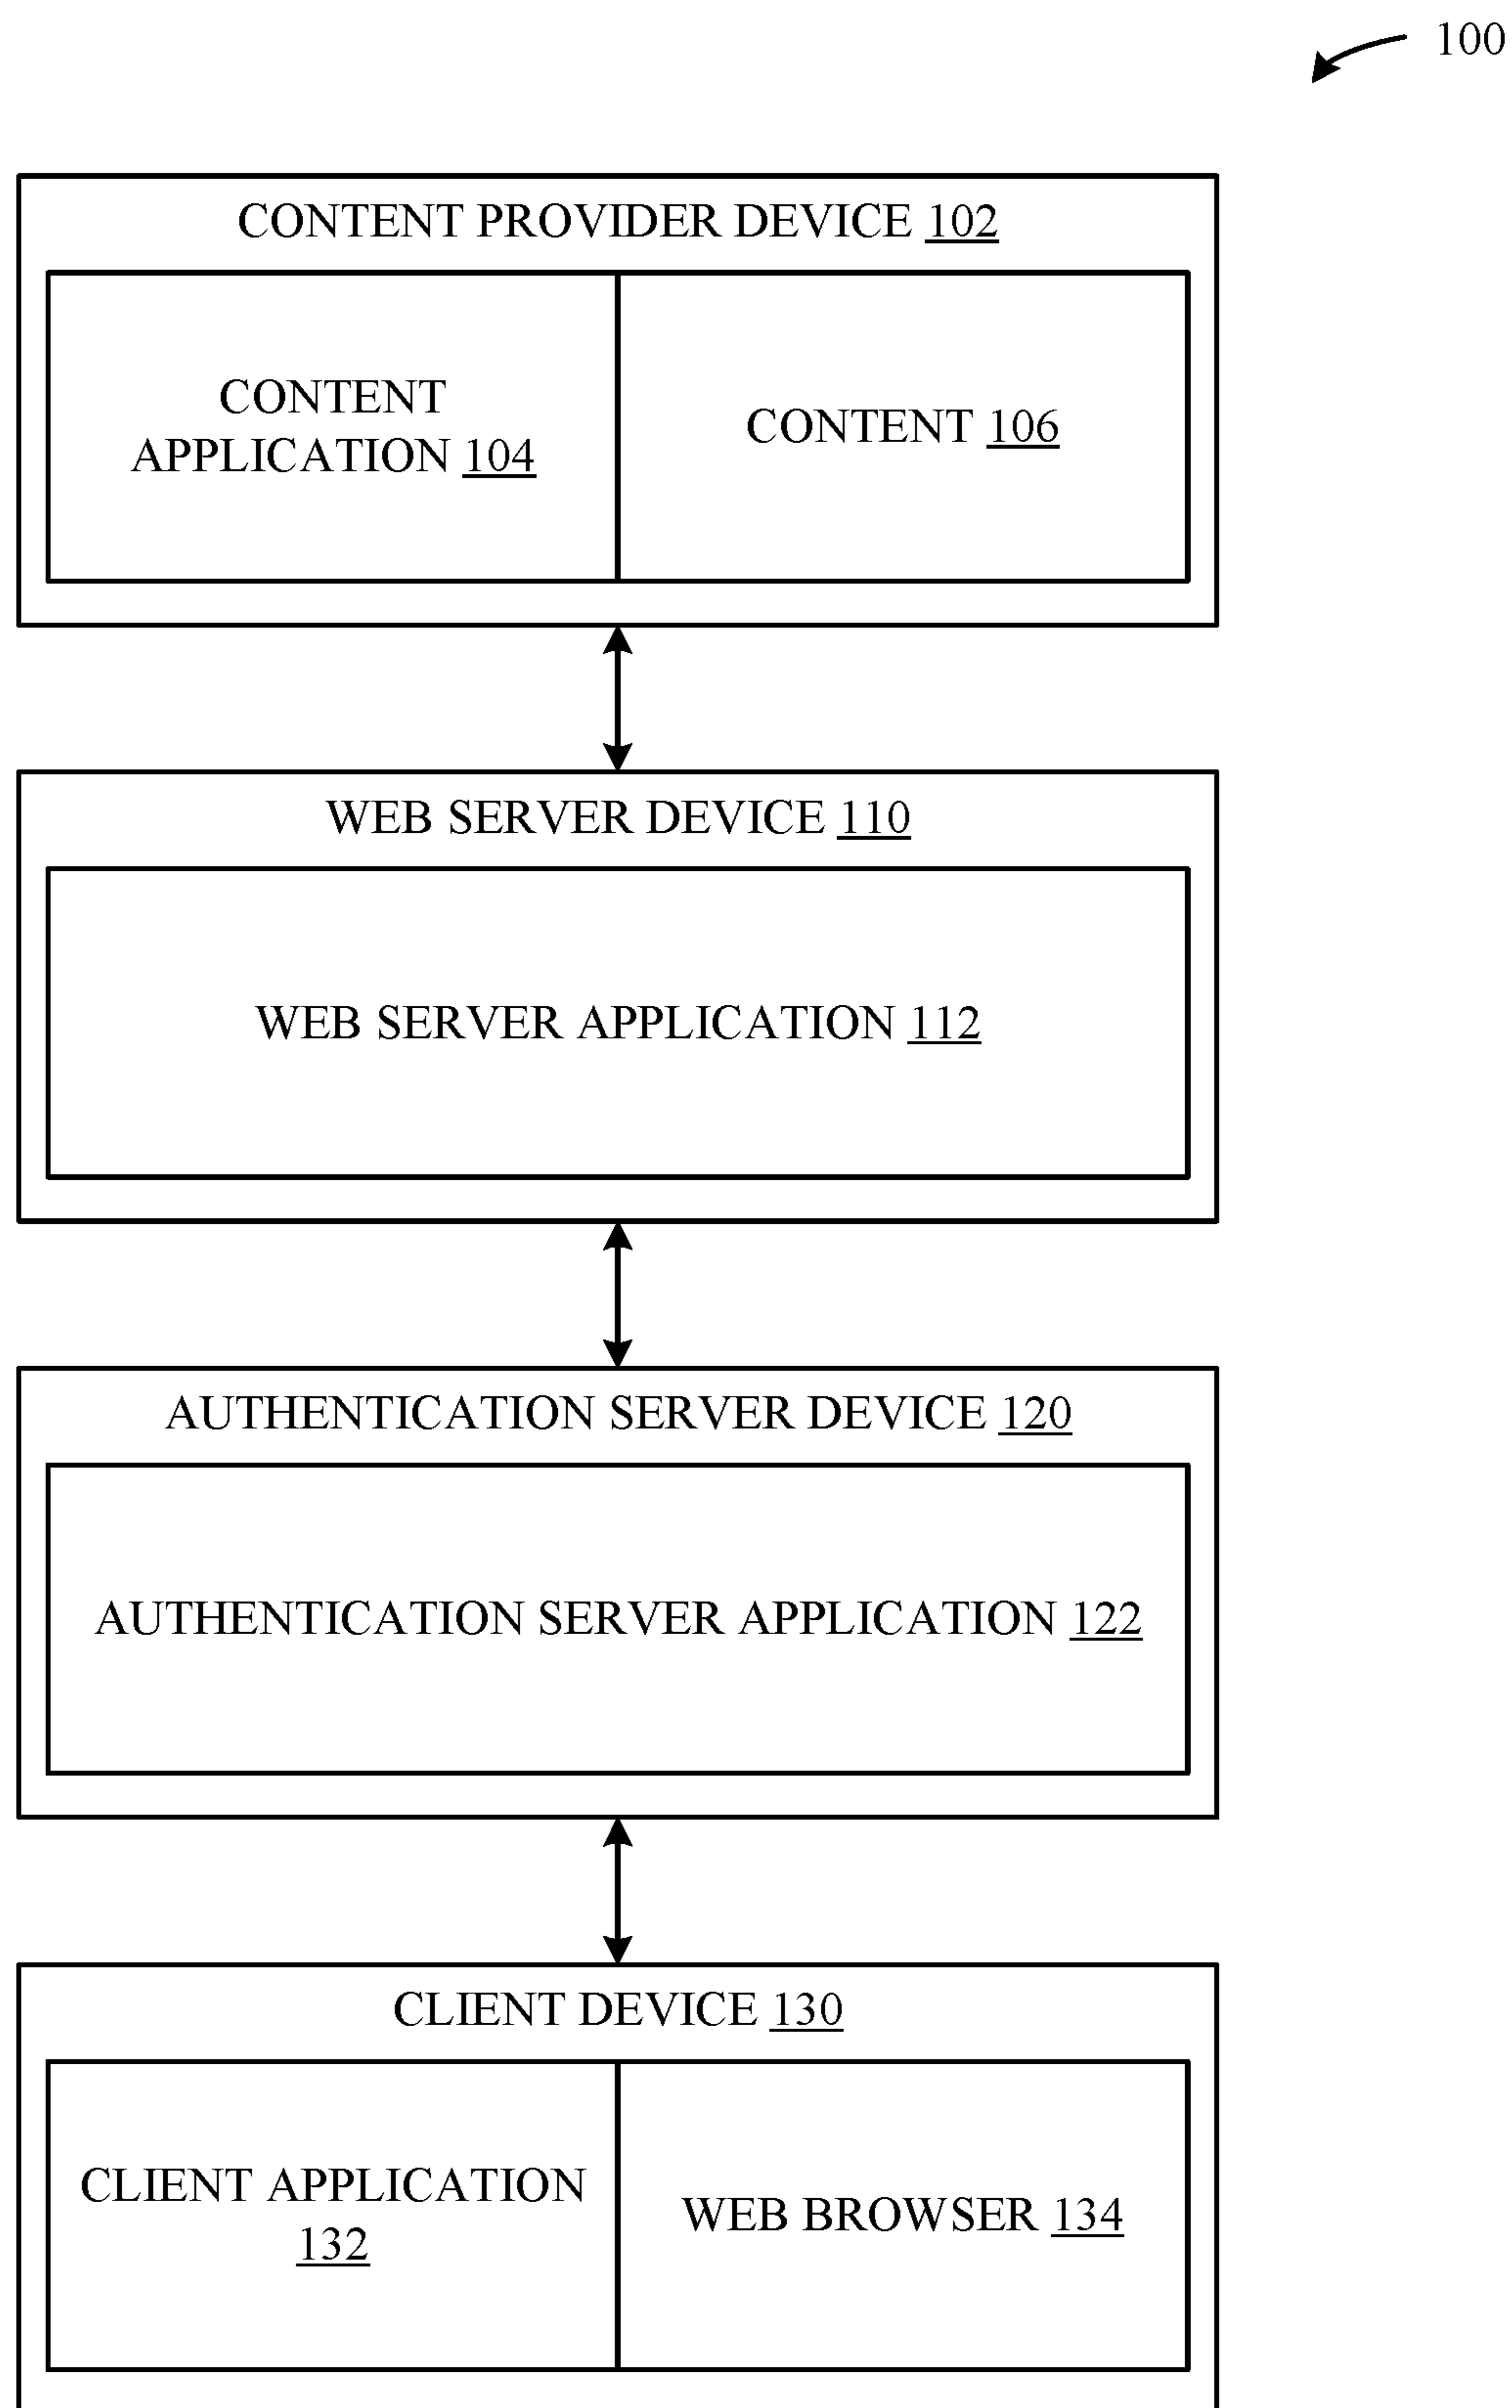 100
CONTENT PROVIDER DEVICE 102
CONTENT
APPLICATION 104
CONTENT 106
WEB SERVER DEVICE 110
WEB SERVER APPLICATION 112
AUTHENTICATION SERVER DEVICE 120
AUTHENTICATION SERVER APPLICATION 122
CLIENT DEVICE 130
CLIENT APPLICATION
132
WEB BROWSER 134